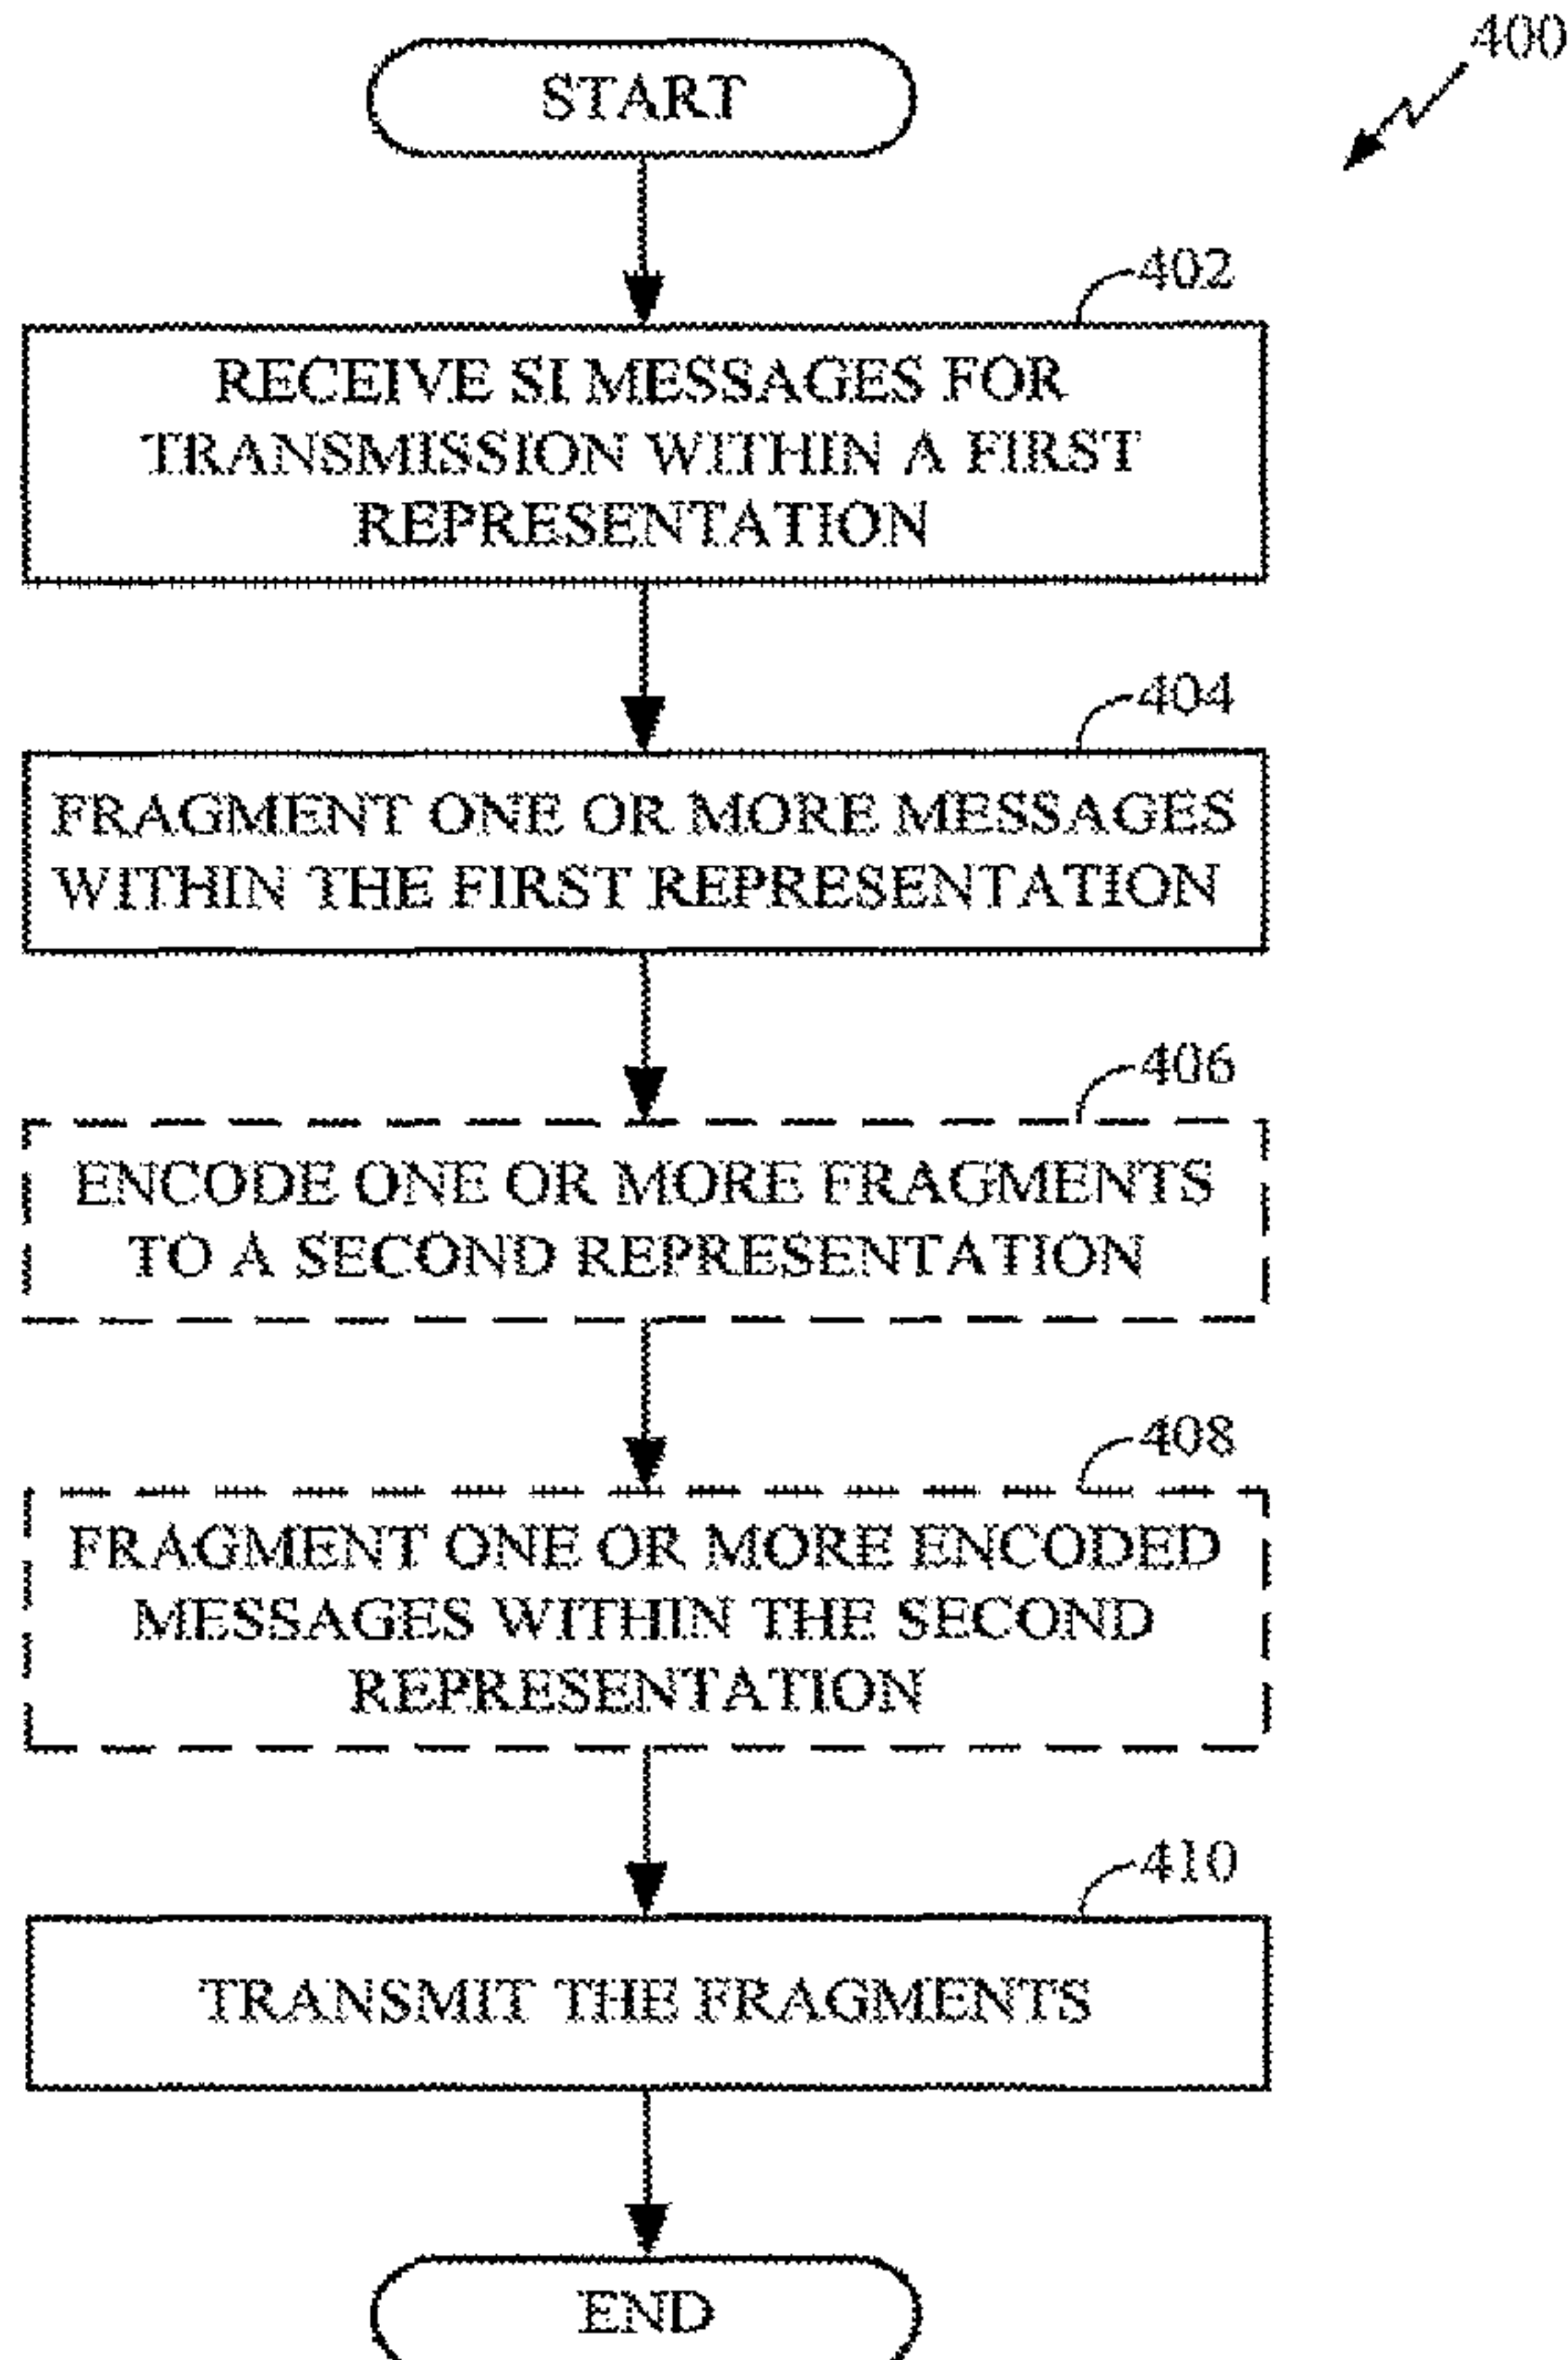 400
START
402
RECEIVE SI MESSAGES FOR
TRANSMISSION WITHIN A FIRST
REPRESENTATION
404
FRAGMENT ONE OR MORE MESSAGES
WITHIN THE FIRST REPRESENTATION
406
ENCODE ONE OR MORE FRAGMENTS
TO A SECOND REPRESENTATION
408
FRAGMENT ONE OR MORE ENCODED
MESSAGES WITHIN THE SECOND
REPRESENTATION
410
TRANSMIT THE FRAGMENTS
END